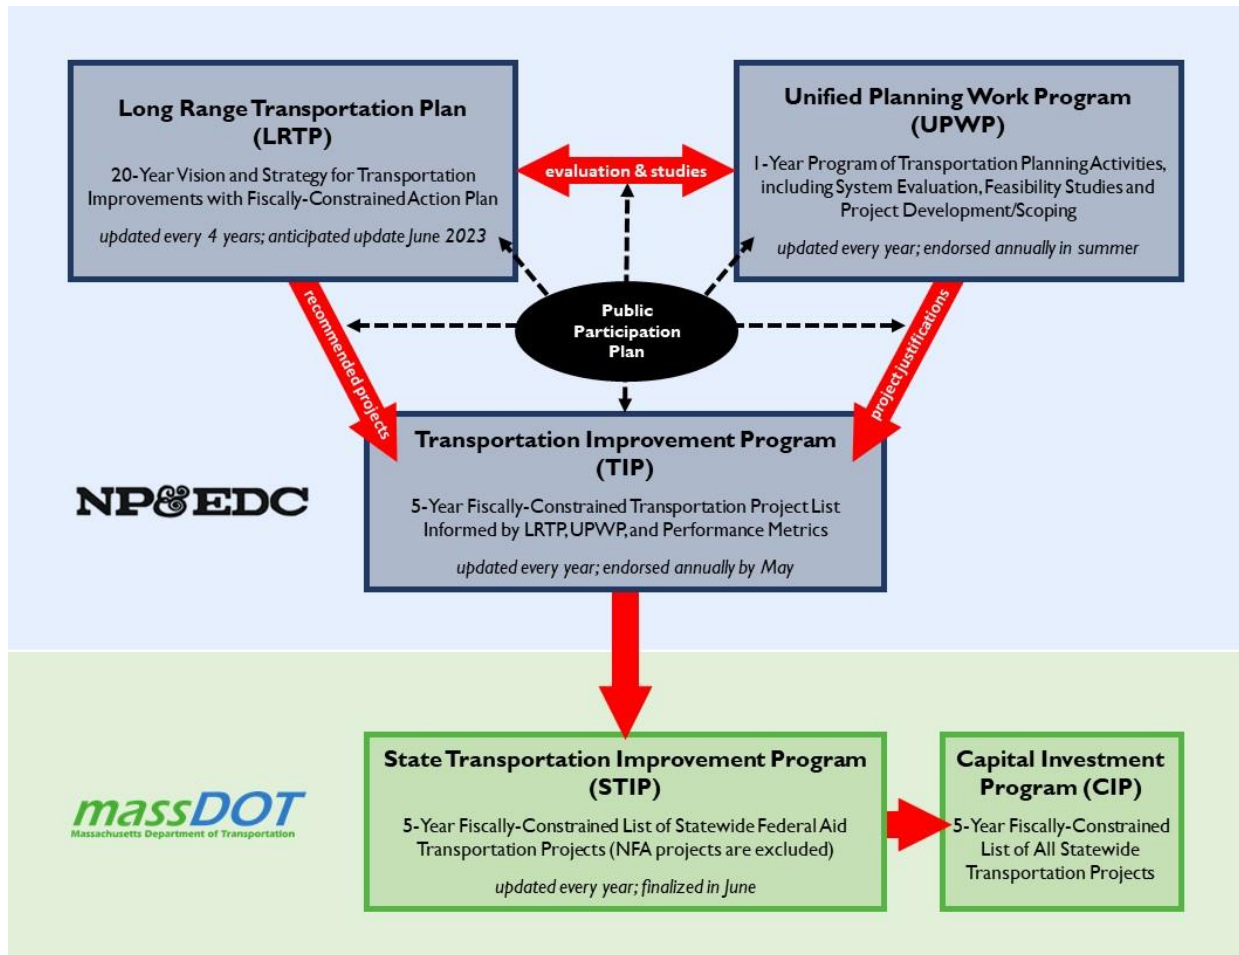 Long Range Transportation Plan
(LRTP)
20-Year Vision and Strategy for Transportation
Improvements with Fiscally-Constrained Action Plan
updated every 4 years; anticipated update June 2023
evaluation & studies
Unified Planning Work Program
(UPWP)
1-Year Program of Transportation Planning Activities,
including System Evaluation, Feasibility Studies and
Project Development/Scoping
updated every year; endorsed annually in summer
recommended projects
Public
Participation
Plan
project justifications
Transportation Improvement Program
(TIP)
5-Year Fiscally-Constrained Transportation Project List
Informed by LRTP, UPWP, and Performance Metrics
updated every year; endorsed annually by May
NP&EDC
massDOT
Massachusetts Department of Transportation
State Transportation Improvement Program
(STIP)
5-Year Fiscally-Constrained List of Statewide Federal Aid
Transportation Projects (NFA projects are excluded)
updated every year; finalized in June
Capital Investment
Program (CIP)
5-Year Fiscally-Constrained
List of All Statewide
Transportation Projects